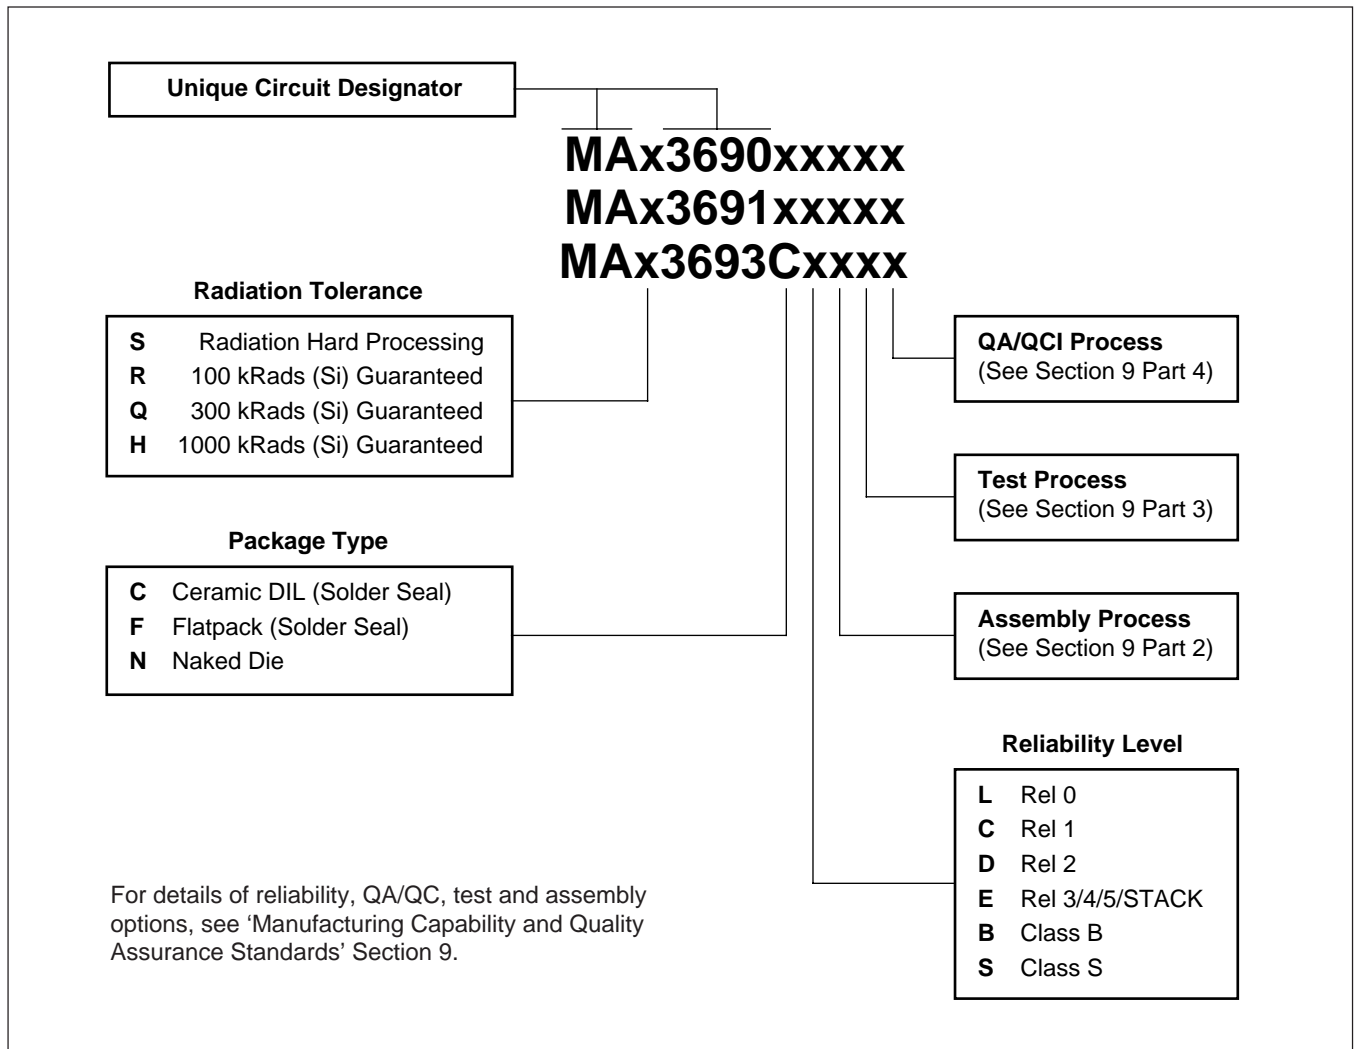 Unique Circuit Designator
MAx3690xxxxx
MAx3691xxxxx
MAx3693Cxxxx
Radiation Tolerance
S Radiation Hard Processing
R 100 kRads (Si) Guaranteed
Q 300 kRads (Si) Guaranteed
H 1000 kRads (Si) Guaranteed
Package Type
C Ceramic DIL (Solder Seal)
F Flatpack (Solder Seal)
N Naked Die
QA/QCI Process
(See Section 9 Part 4)
Test Process
(See Section 9 Part 3)
Assembly Process
(See Section 9 Part 2)
Reliability Level
L Rel 0
C Rel 1
D Rel 2
E Rel 3/4/5/STACK
B Class B
S Class S
For details of reliability, QA/QC, test and assembly
options, see ‘Manufacturing Capability and Quality
Assurance Standards’ Section 9.